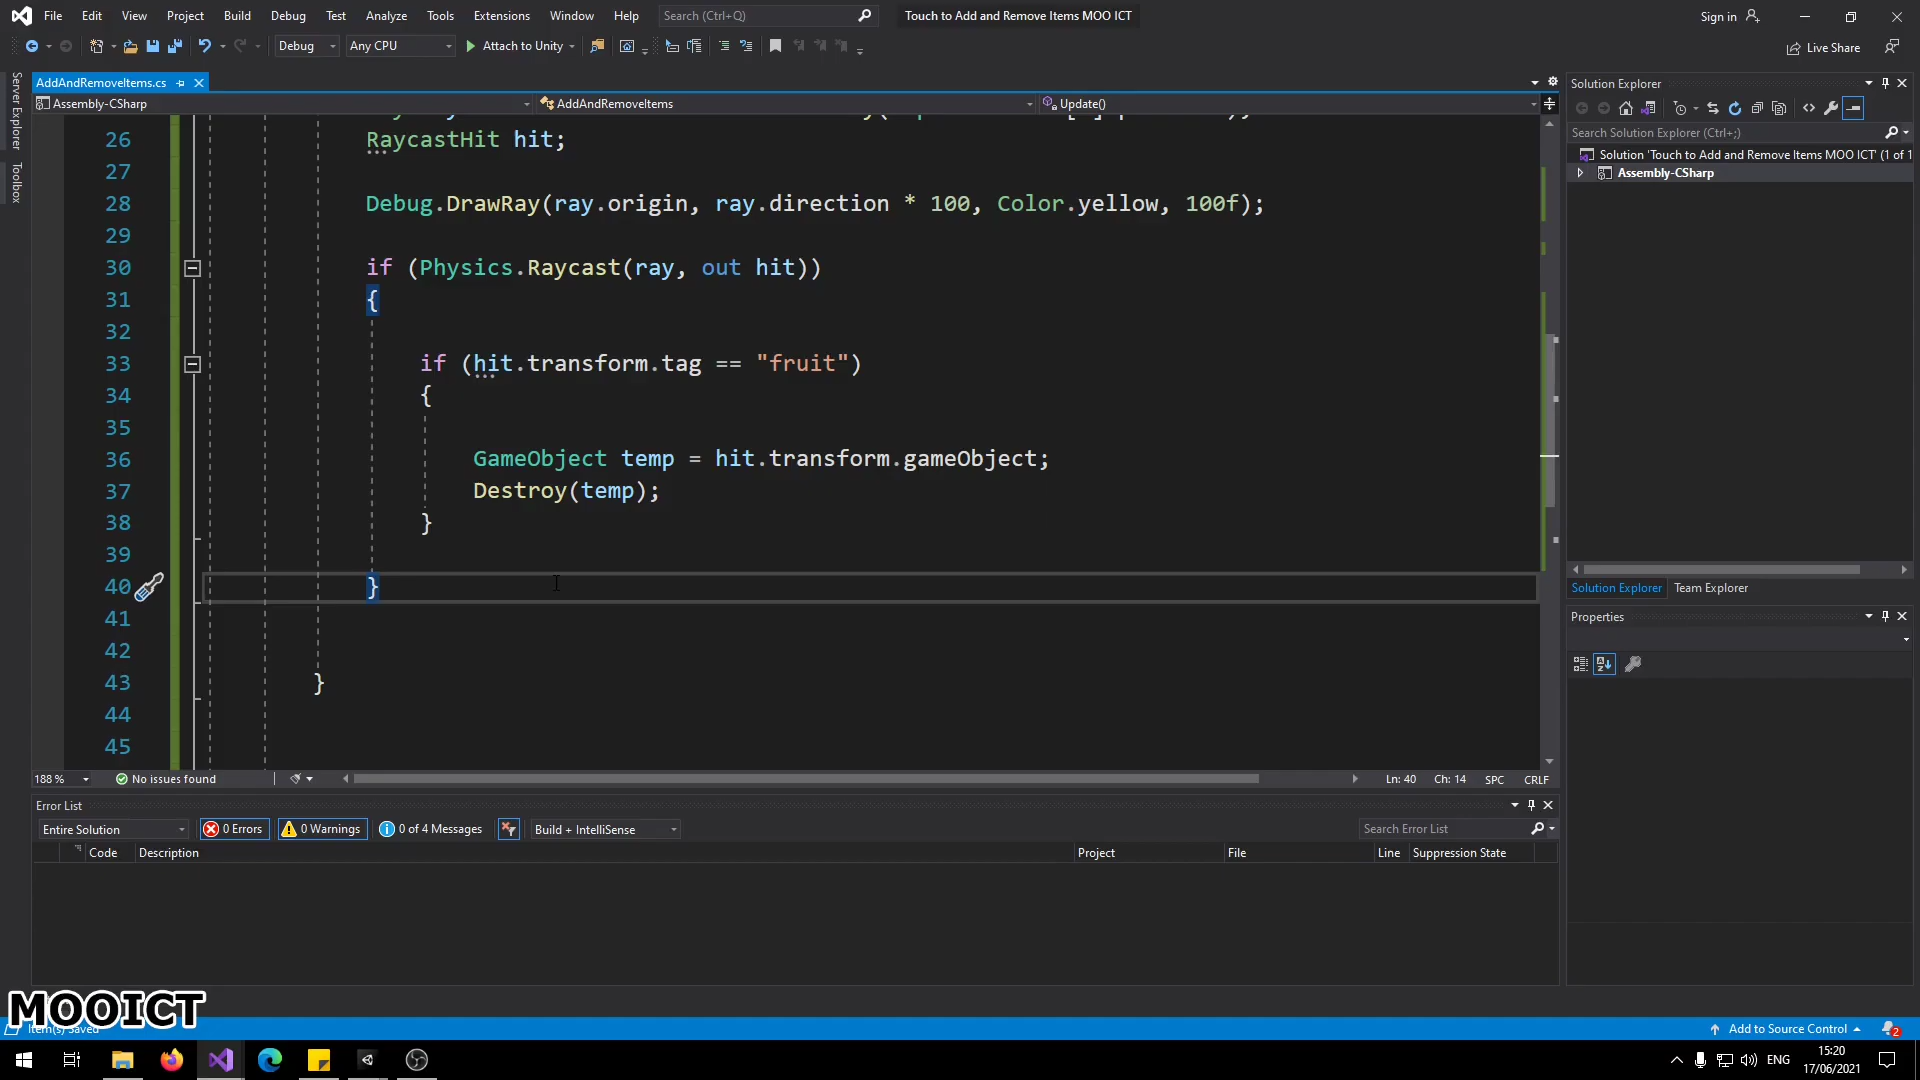 File Edit View Project Build Debug Test Analyze Tools Extensions Window Help Search (Ctrl+Q) Touch to Add and Remove Items MOO ICT Sign in
Debug Any CPU Attach to Unity Live Share
Server Explorer
Toolbox
AddAndRemoveItems.cs
Assembly-CSharp AddAndRemoveItems Update()
26 RaycastHit hit;
27
28 Debug.DrawRay(ray.origin, ray.direction * 100, Color.yellow, 100f);
29
30 if (Physics.Raycast(ray, out hit))
31 {
32
33 if (hit.transform.tag == "fruit")
34 {
35
36 GameObject temp = hit.transform.gameObject;
37 Destroy(temp);
38 }
39
40 }
41
42
43 }
44
45
188 % No issues found Ln: 40 Ch: 14 SPC CRLF
Solution Explorer
Search Solution Explorer (Ctrl+;)
Solution 'Touch to Add and Remove Items MOO ICT' (1 of 1
Assembly-CSharp
Solution Explorer Team Explorer
Properties
Error List
Entire Solution 0 Errors 0 Warnings 0 of 4 Messages Build + IntelliSense Search Error List
Code Description Project File Line Suppression State
MOOICT
Item(s) Saved Add to Source Control 2
ENG 15:20
17/06/2021